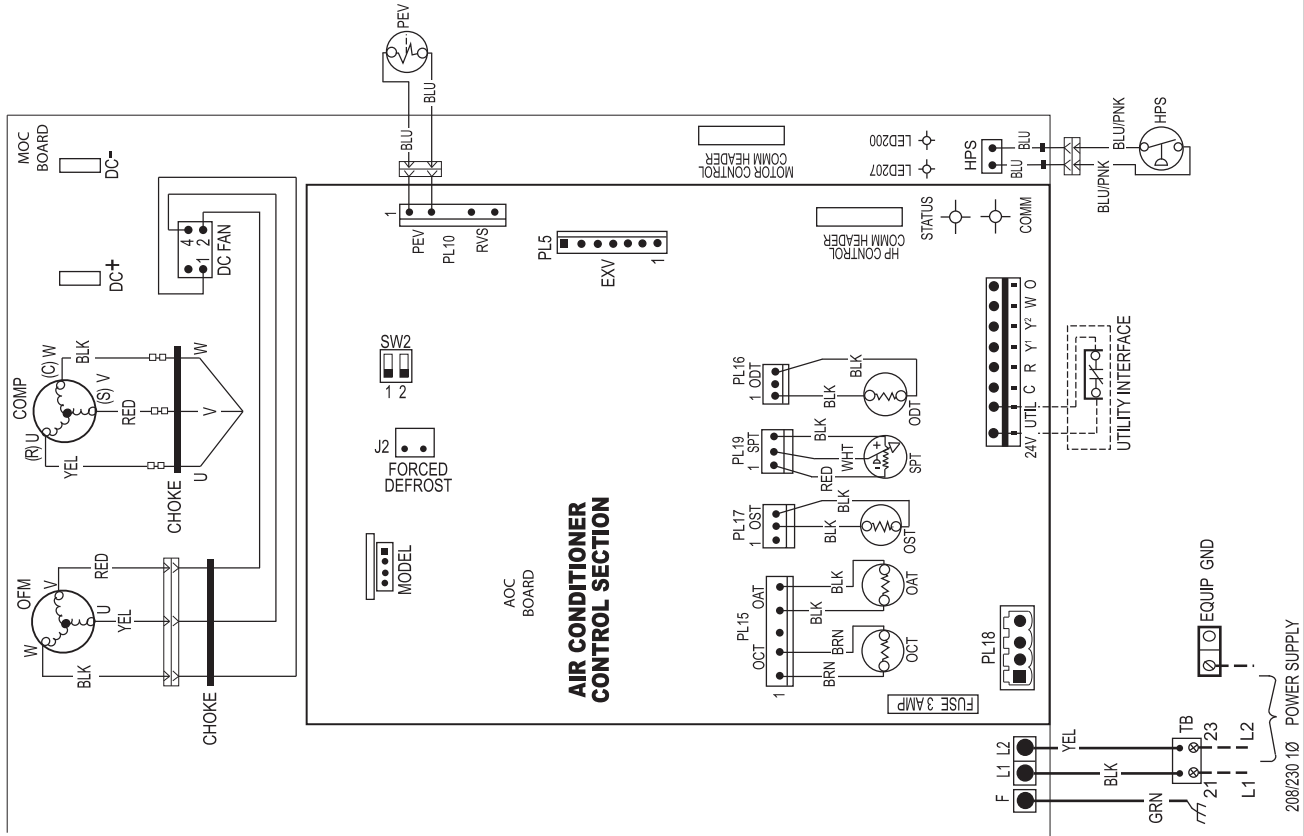 PEV
MOC
BOARD
DC-
DC+
BLU
BLU
4
2
1
DC FAN
MOTOR CONTROL
COMM HEADER
LED200
LED207
HPS
BLU
BLU
BLU/PNK
BLU/PNK
HPS
COMP
(C) W
BLK
(S) V
RED
(R) U
YEL
W
V
U
CHOKE
OFM
V
RED
U
YEL
W
BLK
CHOKE
1
PEV
PL10
RVS
PL5
EXV
1
HP CONTROL
COMM HEADER
STATUS
COMM
SW2
1 2
J2
FORCED
DEFROST
MODEL
AOC
BOARD
AIR CONDITIONER
CONTROL SECTION
PL16
1 ODT
BLK
BLK
ODT
PL19
1 SPT
BLK
WHT
RED
SPT
+
-D
PL17
1 OST
BLK
BLK
OST
PL15
1 OCT OAT
BLK
BLK
OAT
BRN
BRN
OCT
24V UTIL C R Y1 Y2 W O
UTILITY INTERFACE
PL18
FUSE 3 AMP
F L1 L2
YEL
BLK
GRN
TB
21 23
L1 L2
EQUIP GND
208/230 1Ø POWER SUPPLY